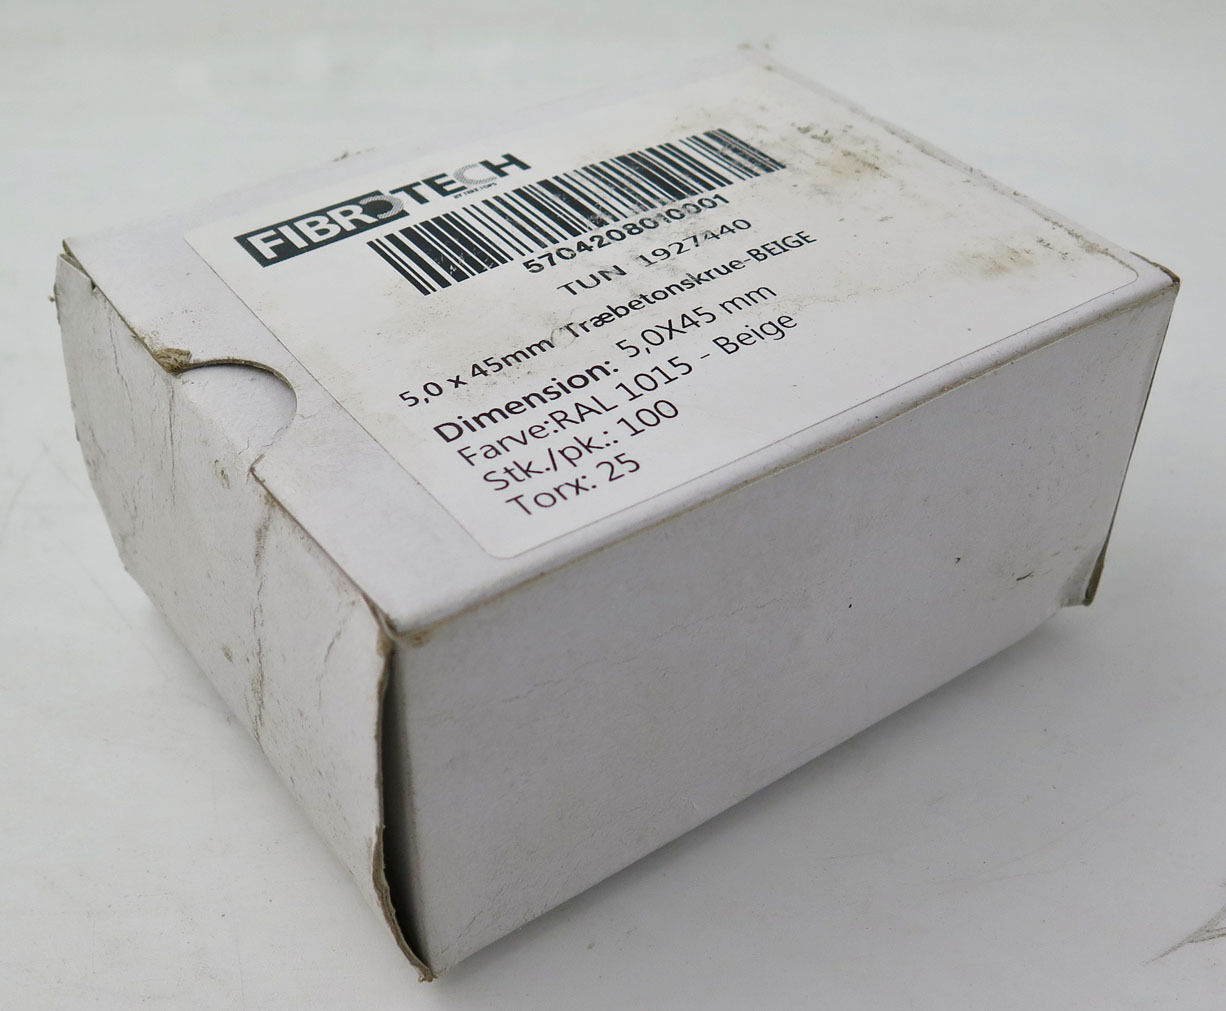 FIBROTECH
5704208010001
TUN 1927440
5,0 x 45mm Træbetonskrue-BEIGE
Dimension: 5,0X45 mm
Farve:RAL 1015 - Beige
Stk./pk.: 100
Torx: 25